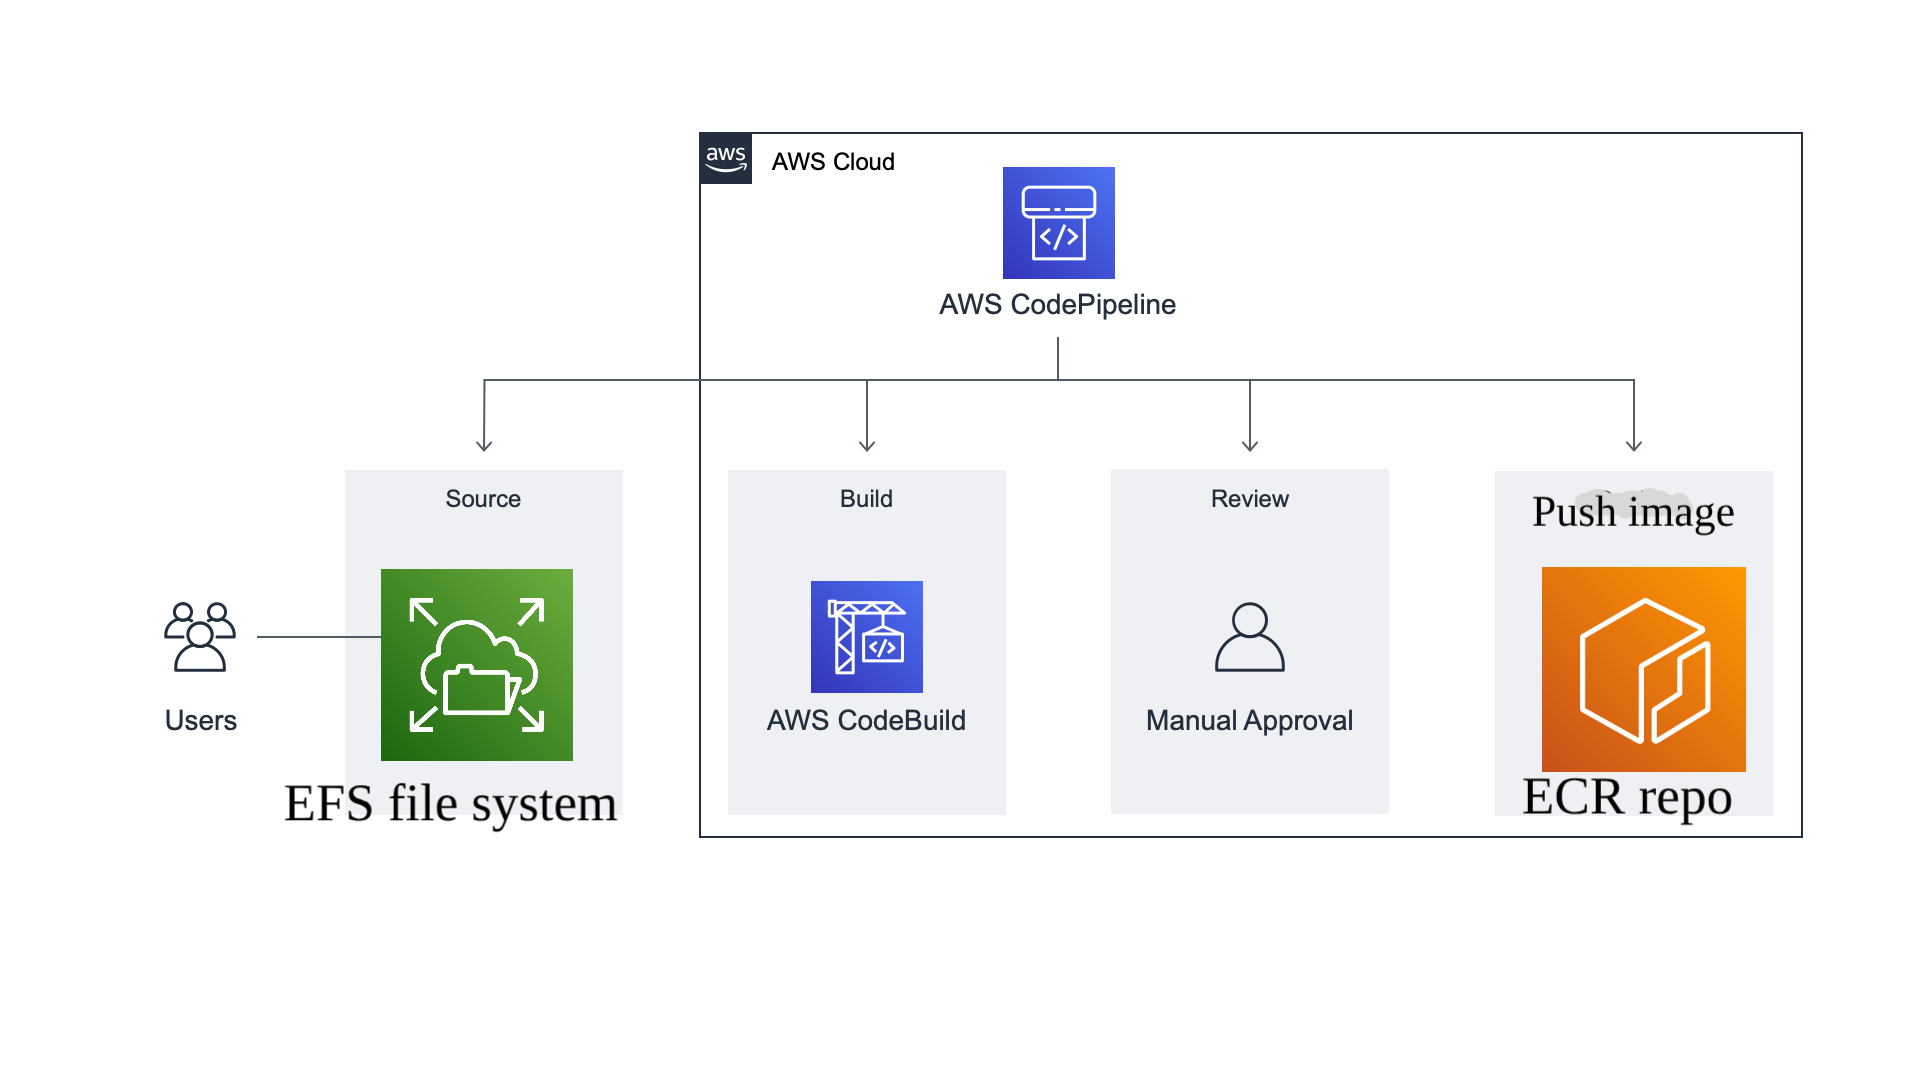 aws
AWS Cloud
AWS CodePipeline
Source
Build
Review
Push image
</>
</>
Users
AWS CodeBuild
Manual Approval
EFS file system
ECR repo